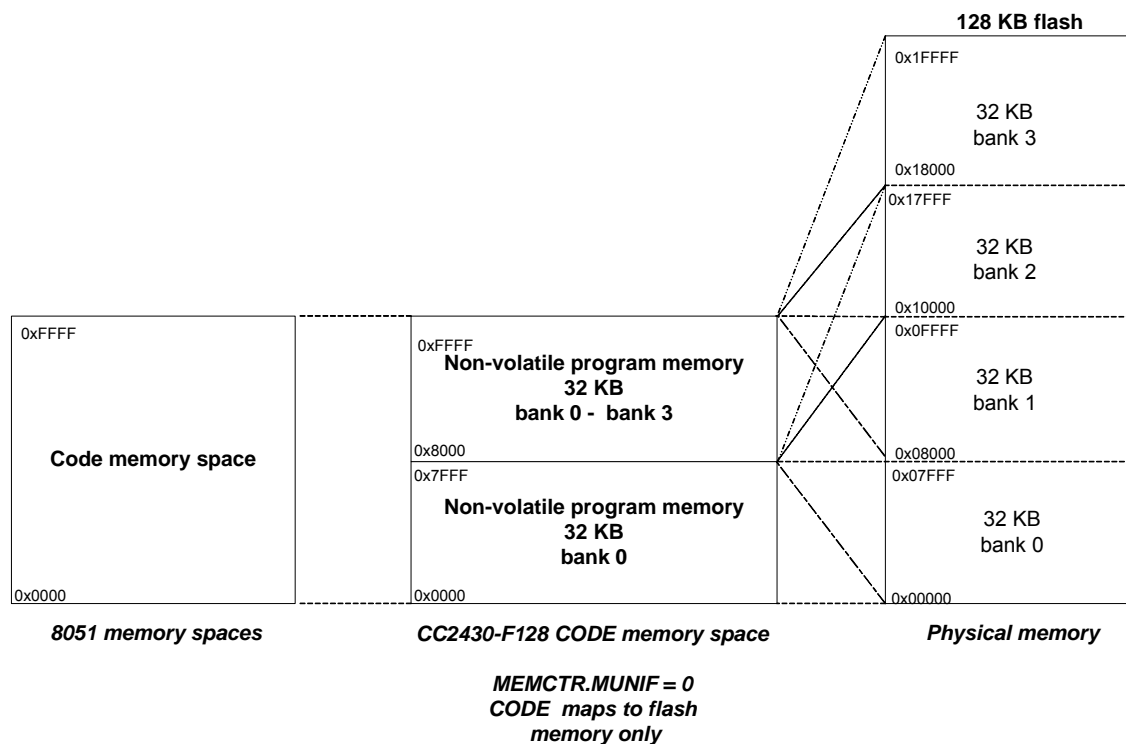 128 KB flash
0x1FFFF
32 KB
bank 3
0x18000
0x17FFF
32 KB
bank 2
0x10000
0xFFFF
0x0FFFF
0xFFFF
Non-volatile program memory
32 KB
bank 0 - bank 3
32 KB
bank 1
Code memory space
0x8000
0x08000
0x7FFF
0x07FFF
Non-volatile program memory
32 KB
bank 0
32 KB
bank 0
0x0000
0x0000
0x00000
8051 memory spaces
CC2430-F128 CODE memory space
Physical memory
MEMCTR.MUNIF = 0
CODE maps to flash
memory only